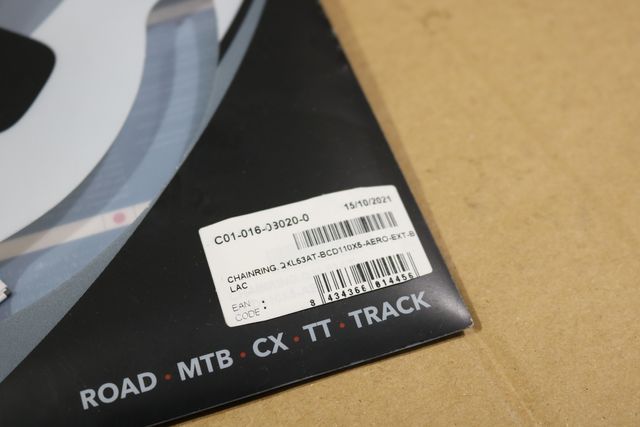 C01-016-03020-0
15/10/2021
CHAINRING.2XL53AT-BCD110X5-AERO-EXT-B
LAC
EAN
CODE :
8 434366 014456
ROAD · MTB · CX · TT · TRACK